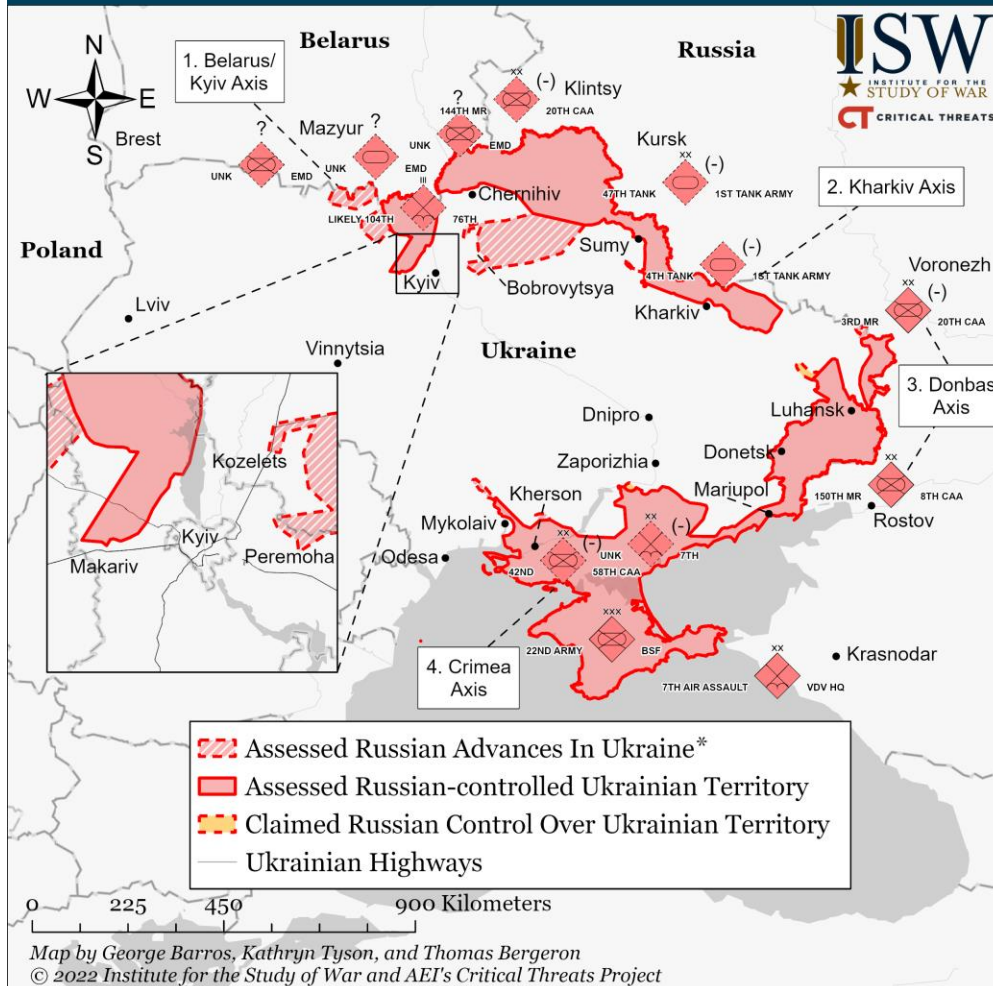 N
W E
S
Belarus
Russia
ISW
INSTITUTE FOR THE
STUDY OF WAR
CT CRITICAL THREATS
1. Belarus/
Kyiv Axis
Brest
?
UNK EMD
Mazyur
?
UNK EMD
?
144TH MR
UNK EMD
XX
(-)
Klintsy
20TH CAA
Kursk
XX
(-)
47TH TANK 1ST TANK ARMY
2. Kharkiv Axis
III
LIKELY 104TH 76TH
Chernihiv
Poland
Sumy
(-)
4TH TANK 1ST TANK ARMY
Kyiv
Bobrovytsya
Voronezh
XX
(-)
3RD MR 20TH CAA
Lviv
Kharkiv
Vinnytsia
Ukraine
3. Donbas
Axis
Luhansk
Dnipro
Donetsk
Zaporizhia
XX
150TH MR 8TH CAA
Rostov
Mariupol
Kherson
Mykolaiv
Odesa
XX
(-)
42ND 58TH CAA
XX
(-)
UNK 7TH
Kozelets
Kyiv
Makariv
Peremoha
4. Crimea
Axis
XXX
22ND ARMY BSF
XX
7TH AIR ASSAULT VDV HQ
Krasnodar
Assessed Russian Advances In Ukraine*
Assessed Russian-controlled Ukrainian Territory
Claimed Russian Control Over Ukrainian Territory
Ukrainian Highways
0 225 450 900 Kilometers
Map by George Barros, Kathryn Tyson, and Thomas Bergeron
© 2022 Institute for the Study of War and AEI's Critical Threats Project